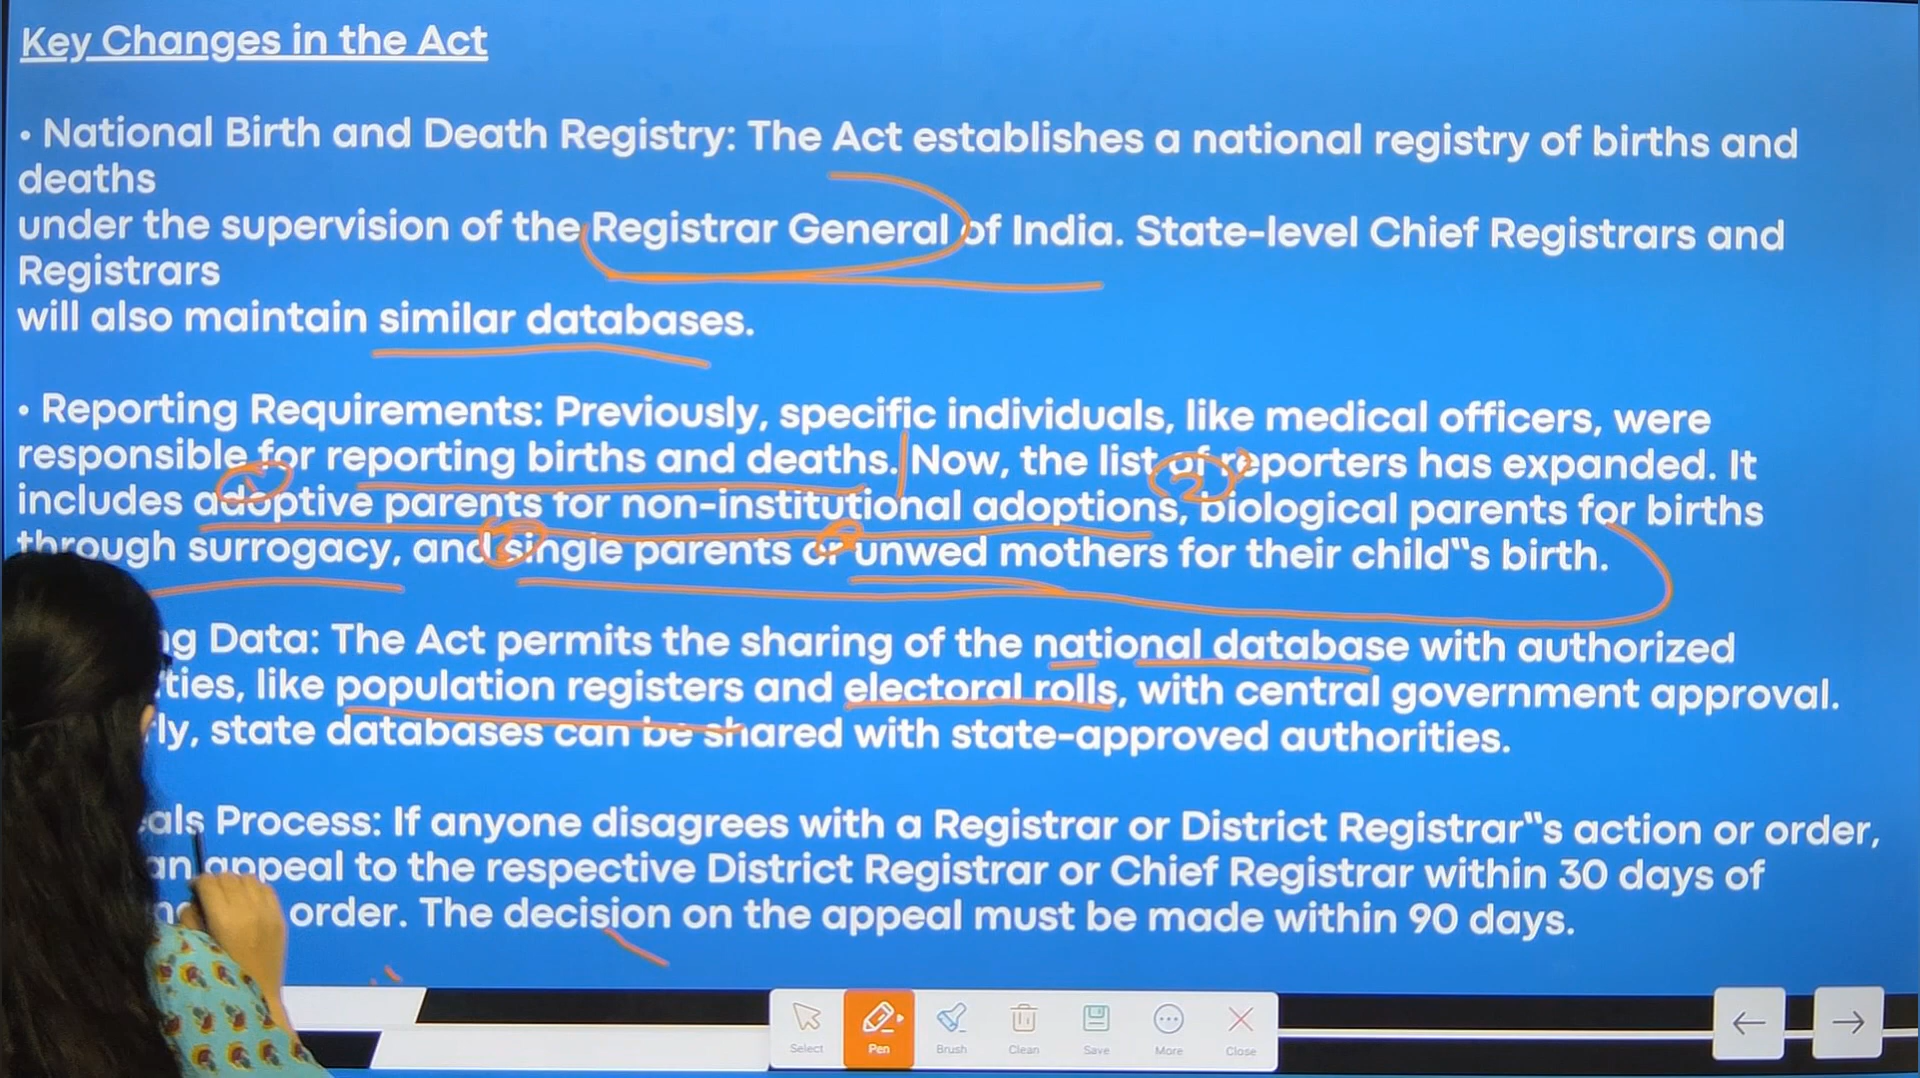 Key Changes in the Act
• National Birth and Death Registry: The Act establishes a national registry of births and
deaths
under the supervision of the Registrar General of India. State-level Chief Registrars and
Registrars
will also maintain similar databases.
• Reporting Requirements: Previously, specific individuals, like medical officers, were
responsible for reporting births and deaths. Now, the list of reporters has expanded. It
includes adoptive parents for non-institutional adoptions, biological parents for births
through surrogacy, and single parents or unwed mothers for their child"s birth.
Data: The Act permits the sharing of the national database with authorized
like population registers and electoral rolls, with central government approval.
state databases can be shared with state-approved authorities.
Process: If anyone disagrees with a Registrar or District Registrar"s action or order,
an appeal to the respective District Registrar or Chief Registrar within 30 days of
order. The decision on the appeal must be made within 90 days.
Select Pen Brush Clean Save More Close